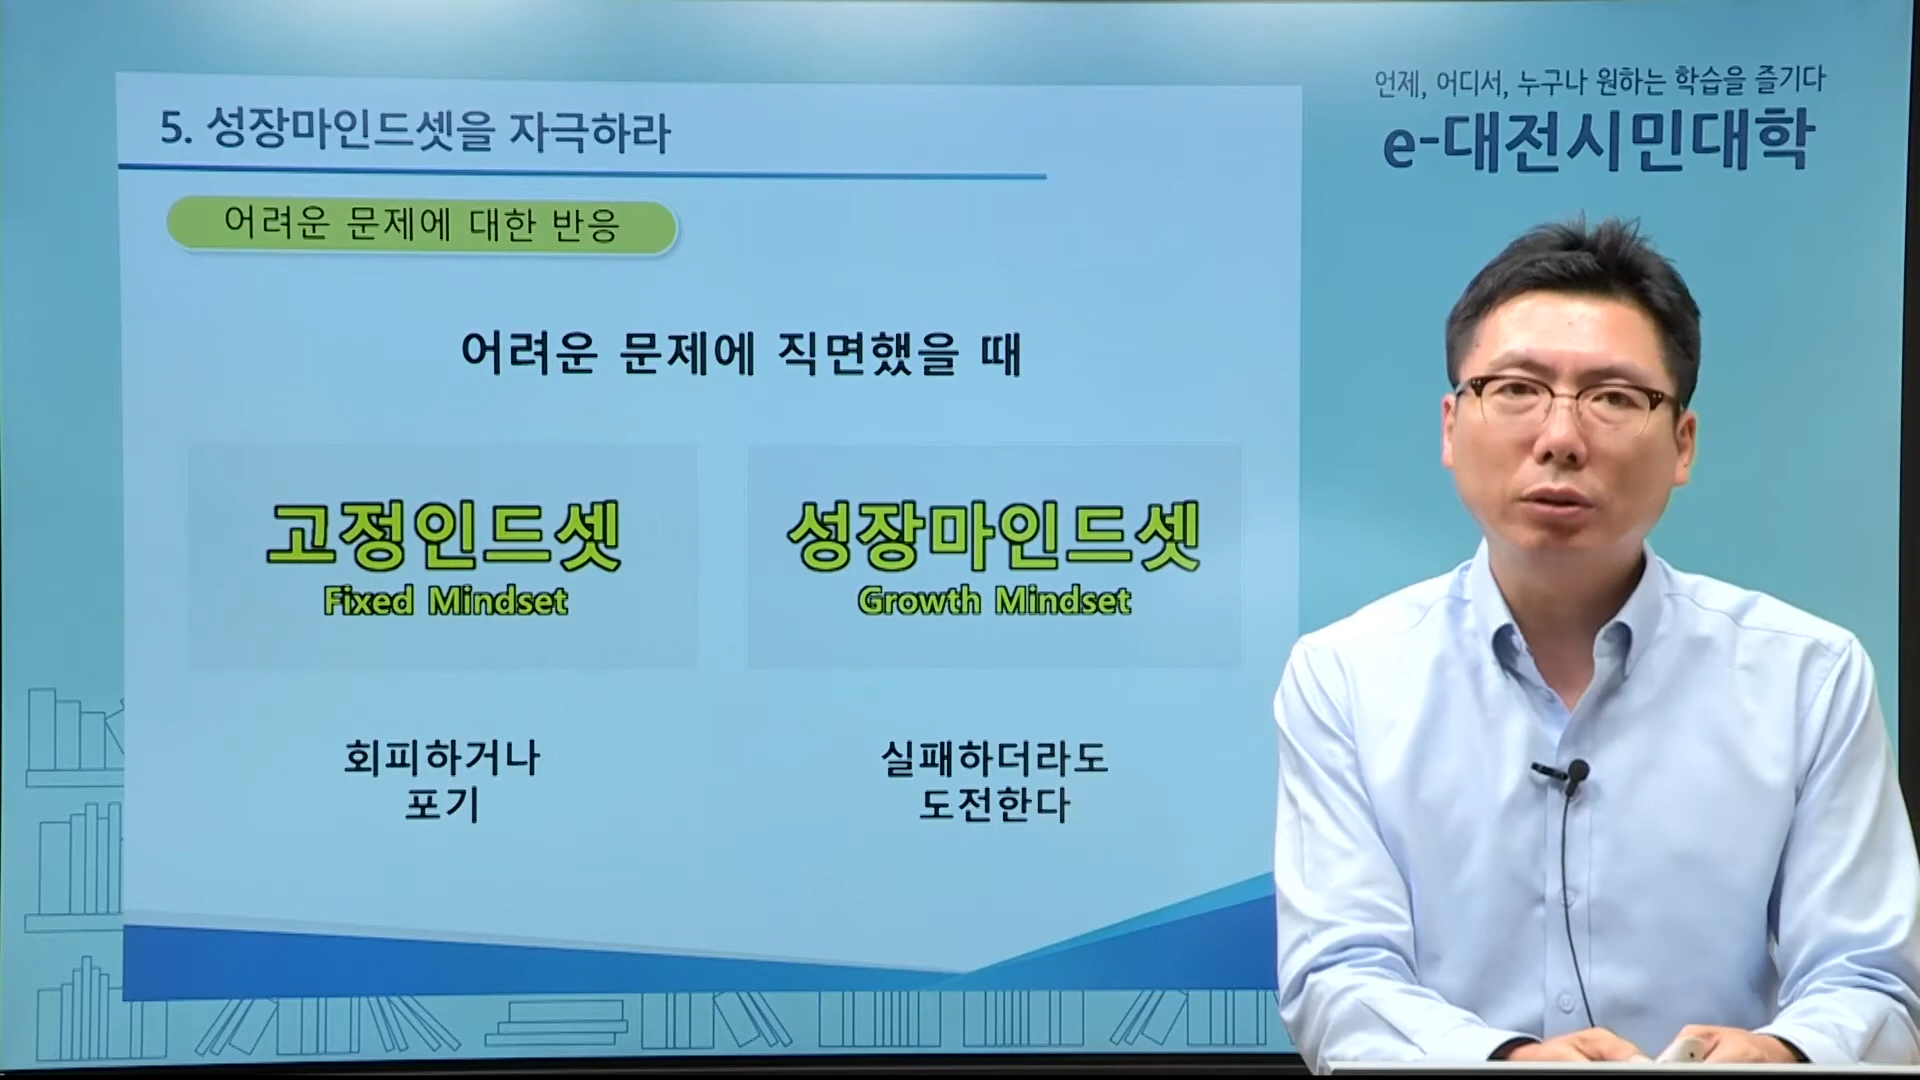 언제, 어디서, 누구나 원하는 학습을 즐기다
e-대전시민대학
5. 성장마인드셋을 자극하라
어려운 문제에 대한 반응
어려운 문제에 직면했을 때
고정인드셋
Fixed Mindset
성장마인드셋
Growth Mindset
회피하거나
포기
실패하더라도
도전한다